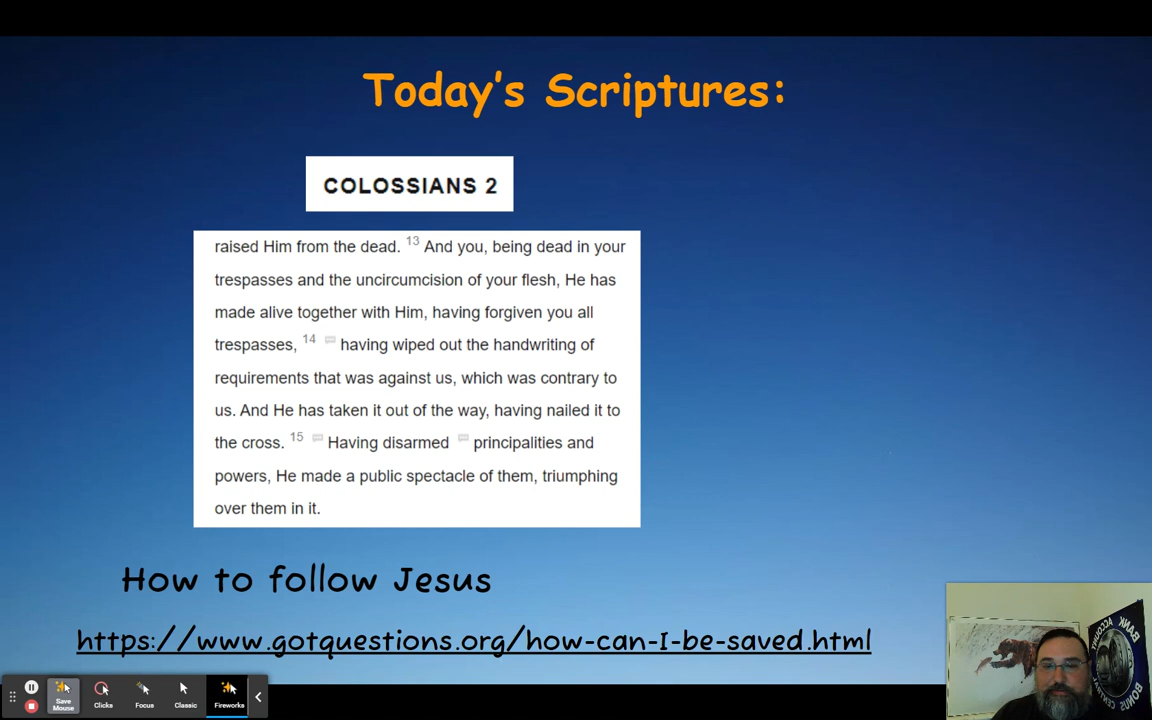 Today's Scriptures:
COLOSSIANS 2
raised Him from the dead. 13 And you, being dead in your
trespasses and the uncircumcision of your flesh, He has
made alive together with Him, having forgiven you all
trespasses, 14 having wiped out the handwriting of
requirements that was against us, which was contrary to
us. And He has taken it out of the way, having nailed it to
the cross. 15 Having disarmed principalities and
powers, He made a public spectacle of them, triumphing
over them in it.
How to follow Jesus
https://www.gotquestions.org/how-can-I-be-saved.html
BANK ACCOUNT
BONUS CENTRAL
Save
Mouse
Clicks
Focus
Classic
Fireworks